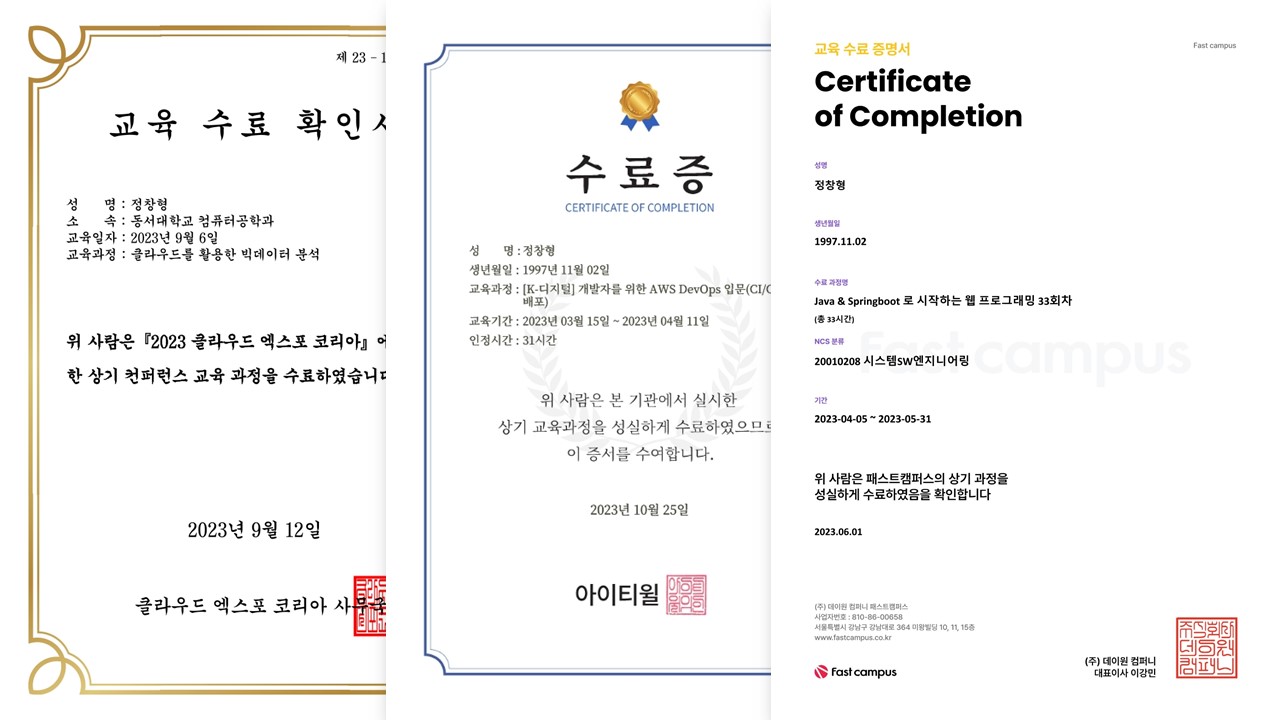 제 23 - 1
교육 수료 확인서
성 명 : 정창형
소 속 : 동서대학교 컴퓨터공학과
교육일자 : 2023년 9월 6일
교육과정 : 클라우드를 활용한 빅데이터 분석
위 사람은『2023 클라우드 엑스포 코리아』에
한 상기 컨퍼런스 교육 과정을 수료하였습니다
2023년 9월 12일
클라우드 엑스포 코리아 사무국
수료증
CERTIFICATE OF COMPLETION
성 명 : 정창형
생년월일 : 1997년 11월 02일
교육과정 : [K-디지털] 개발자를 위한 AWS DevOps 입문(CI/C
배포)
교육기간 : 2023년 03월 15일 ~ 2023년 04월 11일
인정시간 : 31시간
위 사람은 본 기관에서 실시한
상기 교육과정을 성실하게 수료하였으므로
이 증서를 수여합니다.
2023년 10월 25일
아이티윌
교육 수료 증명서
Fast campus
Certificate
of Completion
성명
정창형
생년월일
1997.11.02
수료 과정명
Java & Springboot 로 시작하는 웹 프로그래밍 33회차
(총 33시간)
NCS 분류
20010208 시스템SW엔지니어링
fast campus
기간
2023-04-05 ~ 2023-05-31
위 사람은 패스트캠퍼스의 상기 과정을
성실하게 수료하였음을 확인합니다
2023.06.01
(주) 데이원 컴퍼니 패스트캠퍼스
사업자번호 : 810-86-00658
서울특별시 강남구 강남대로 364 미왕빌딩 10, 11, 15층
www.fastcampus.co.kr
fast campus
(주) 데이원 컴퍼니
대표이사 이강민